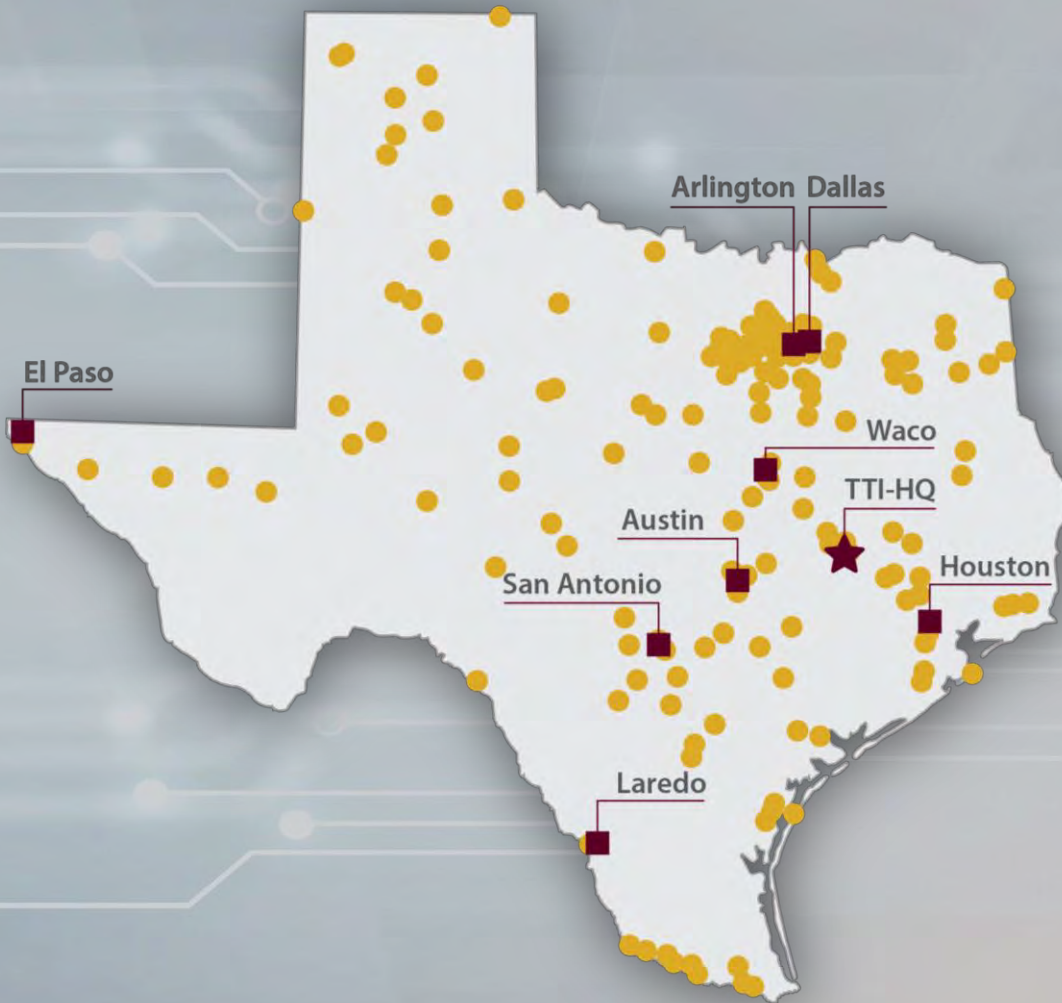 Arlington Dallas
El Paso
Waco
TTI-HQ
Austin
Houston
San Antonio
Laredo